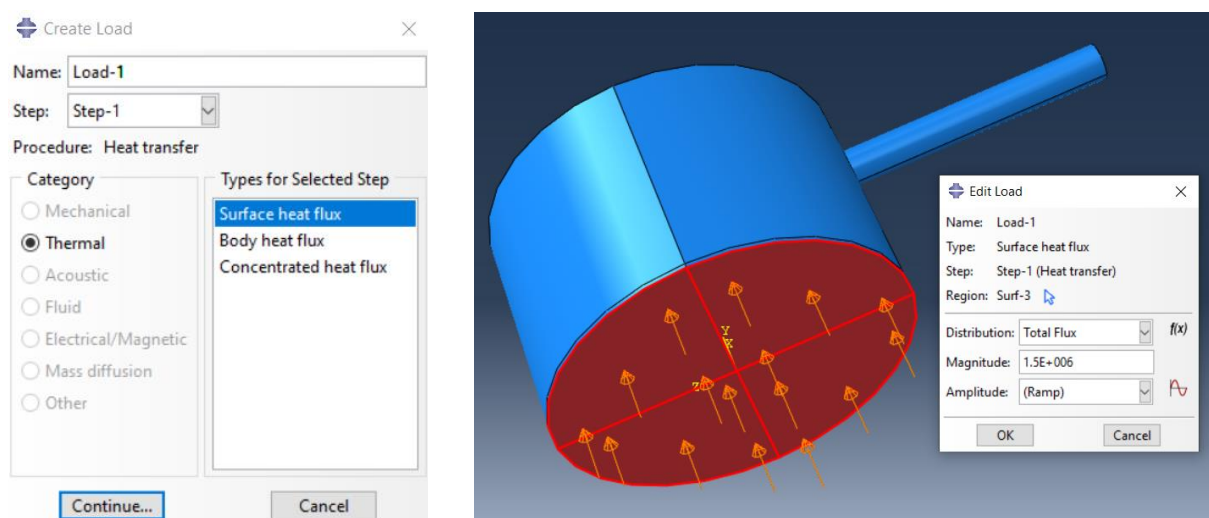 Create Load
Name: Load-1
Step: Step-1
Procedure: Heat transfer
Category
Mechanical
Thermal
Acoustic
Fluid
Electrical/Magnetic
Mass diffusion
Other
Types for Selected Step
Surface heat flux
Body heat flux
Concentrated heat flux
Continue...
Cancel
Y
X
Z
Edit Load
Name: Load-1
Type: Surface heat flux
Step: Step-1 (Heat transfer)
Region: Surf-3
Distribution: Total Flux f(x)
Magnitude: 1.5E+006
Amplitude: (Ramp)
OK
Cancel